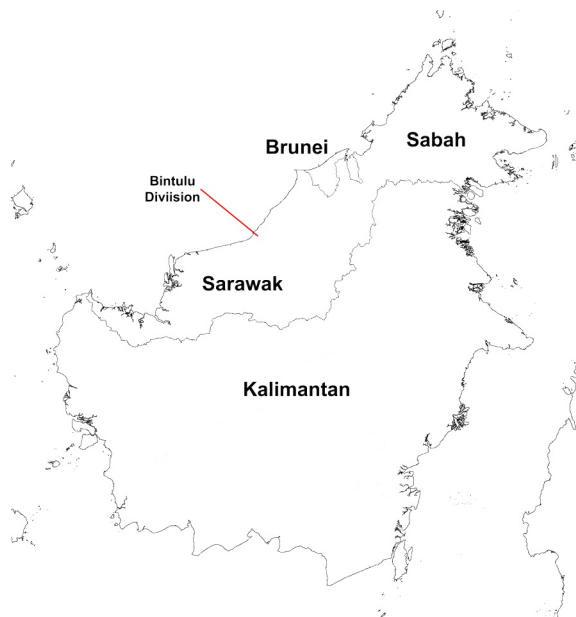 Brunei
Sabah
Bintulu
Diviision
Sarawak
Kalimantan